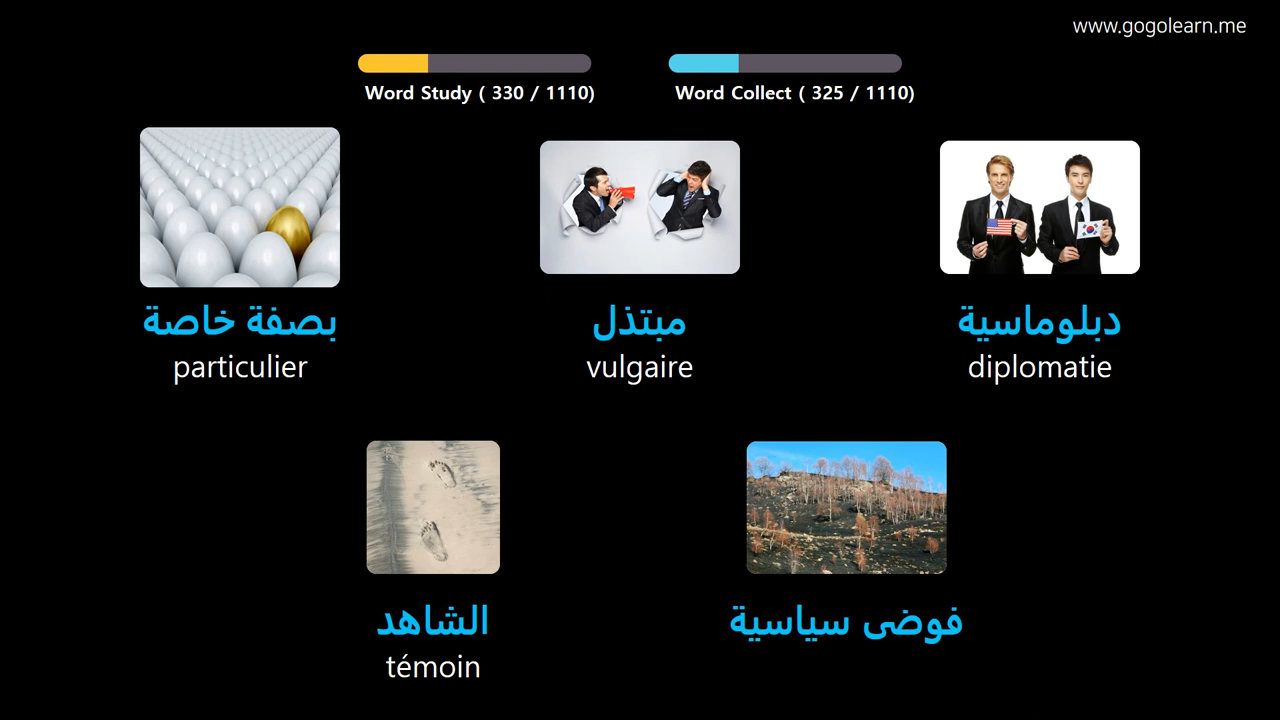 www.gogolearn.me
Word Study ( 330 / 1110)
Word Collect ( 325 / 1110)
بصفة خاصة
particulier
مبتذل
vulgaire
دبلوماسية
diplomatie
الشاهد
témoin
فوضى سياسية